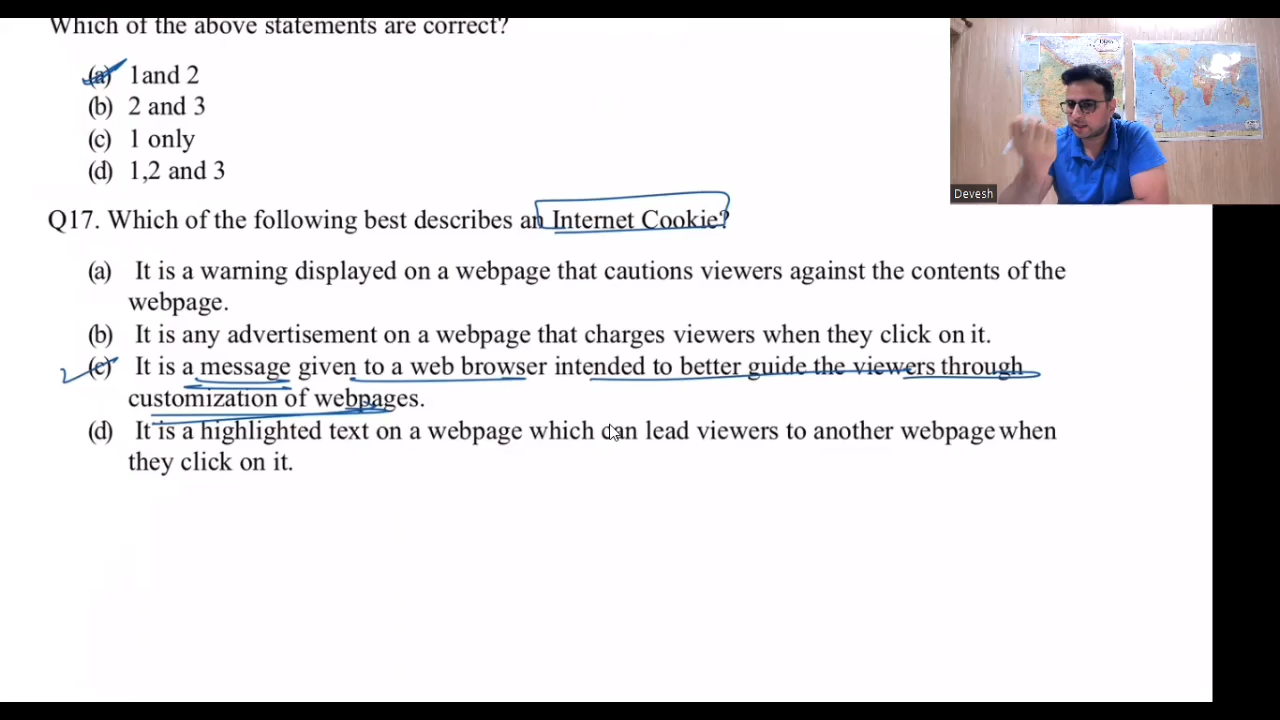 Which of the above statements are correct?
(a) 1and 2
(b) 2 and 3
(c) 1 only
(d) 1,2 and 3
Devesh
Q17. Which of the following best describes an Internet Cookie?
(a) It is a warning displayed on a webpage that cautions viewers against the contents of the
webpage.
(b) It is any advertisement on a webpage that charges viewers when they click on it.
(c) It is a message given to a web browser intended to better guide the viewers through
customization of webpages.
(d) It is a highlighted text on a webpage which can lead viewers to another webpage when
they click on it.